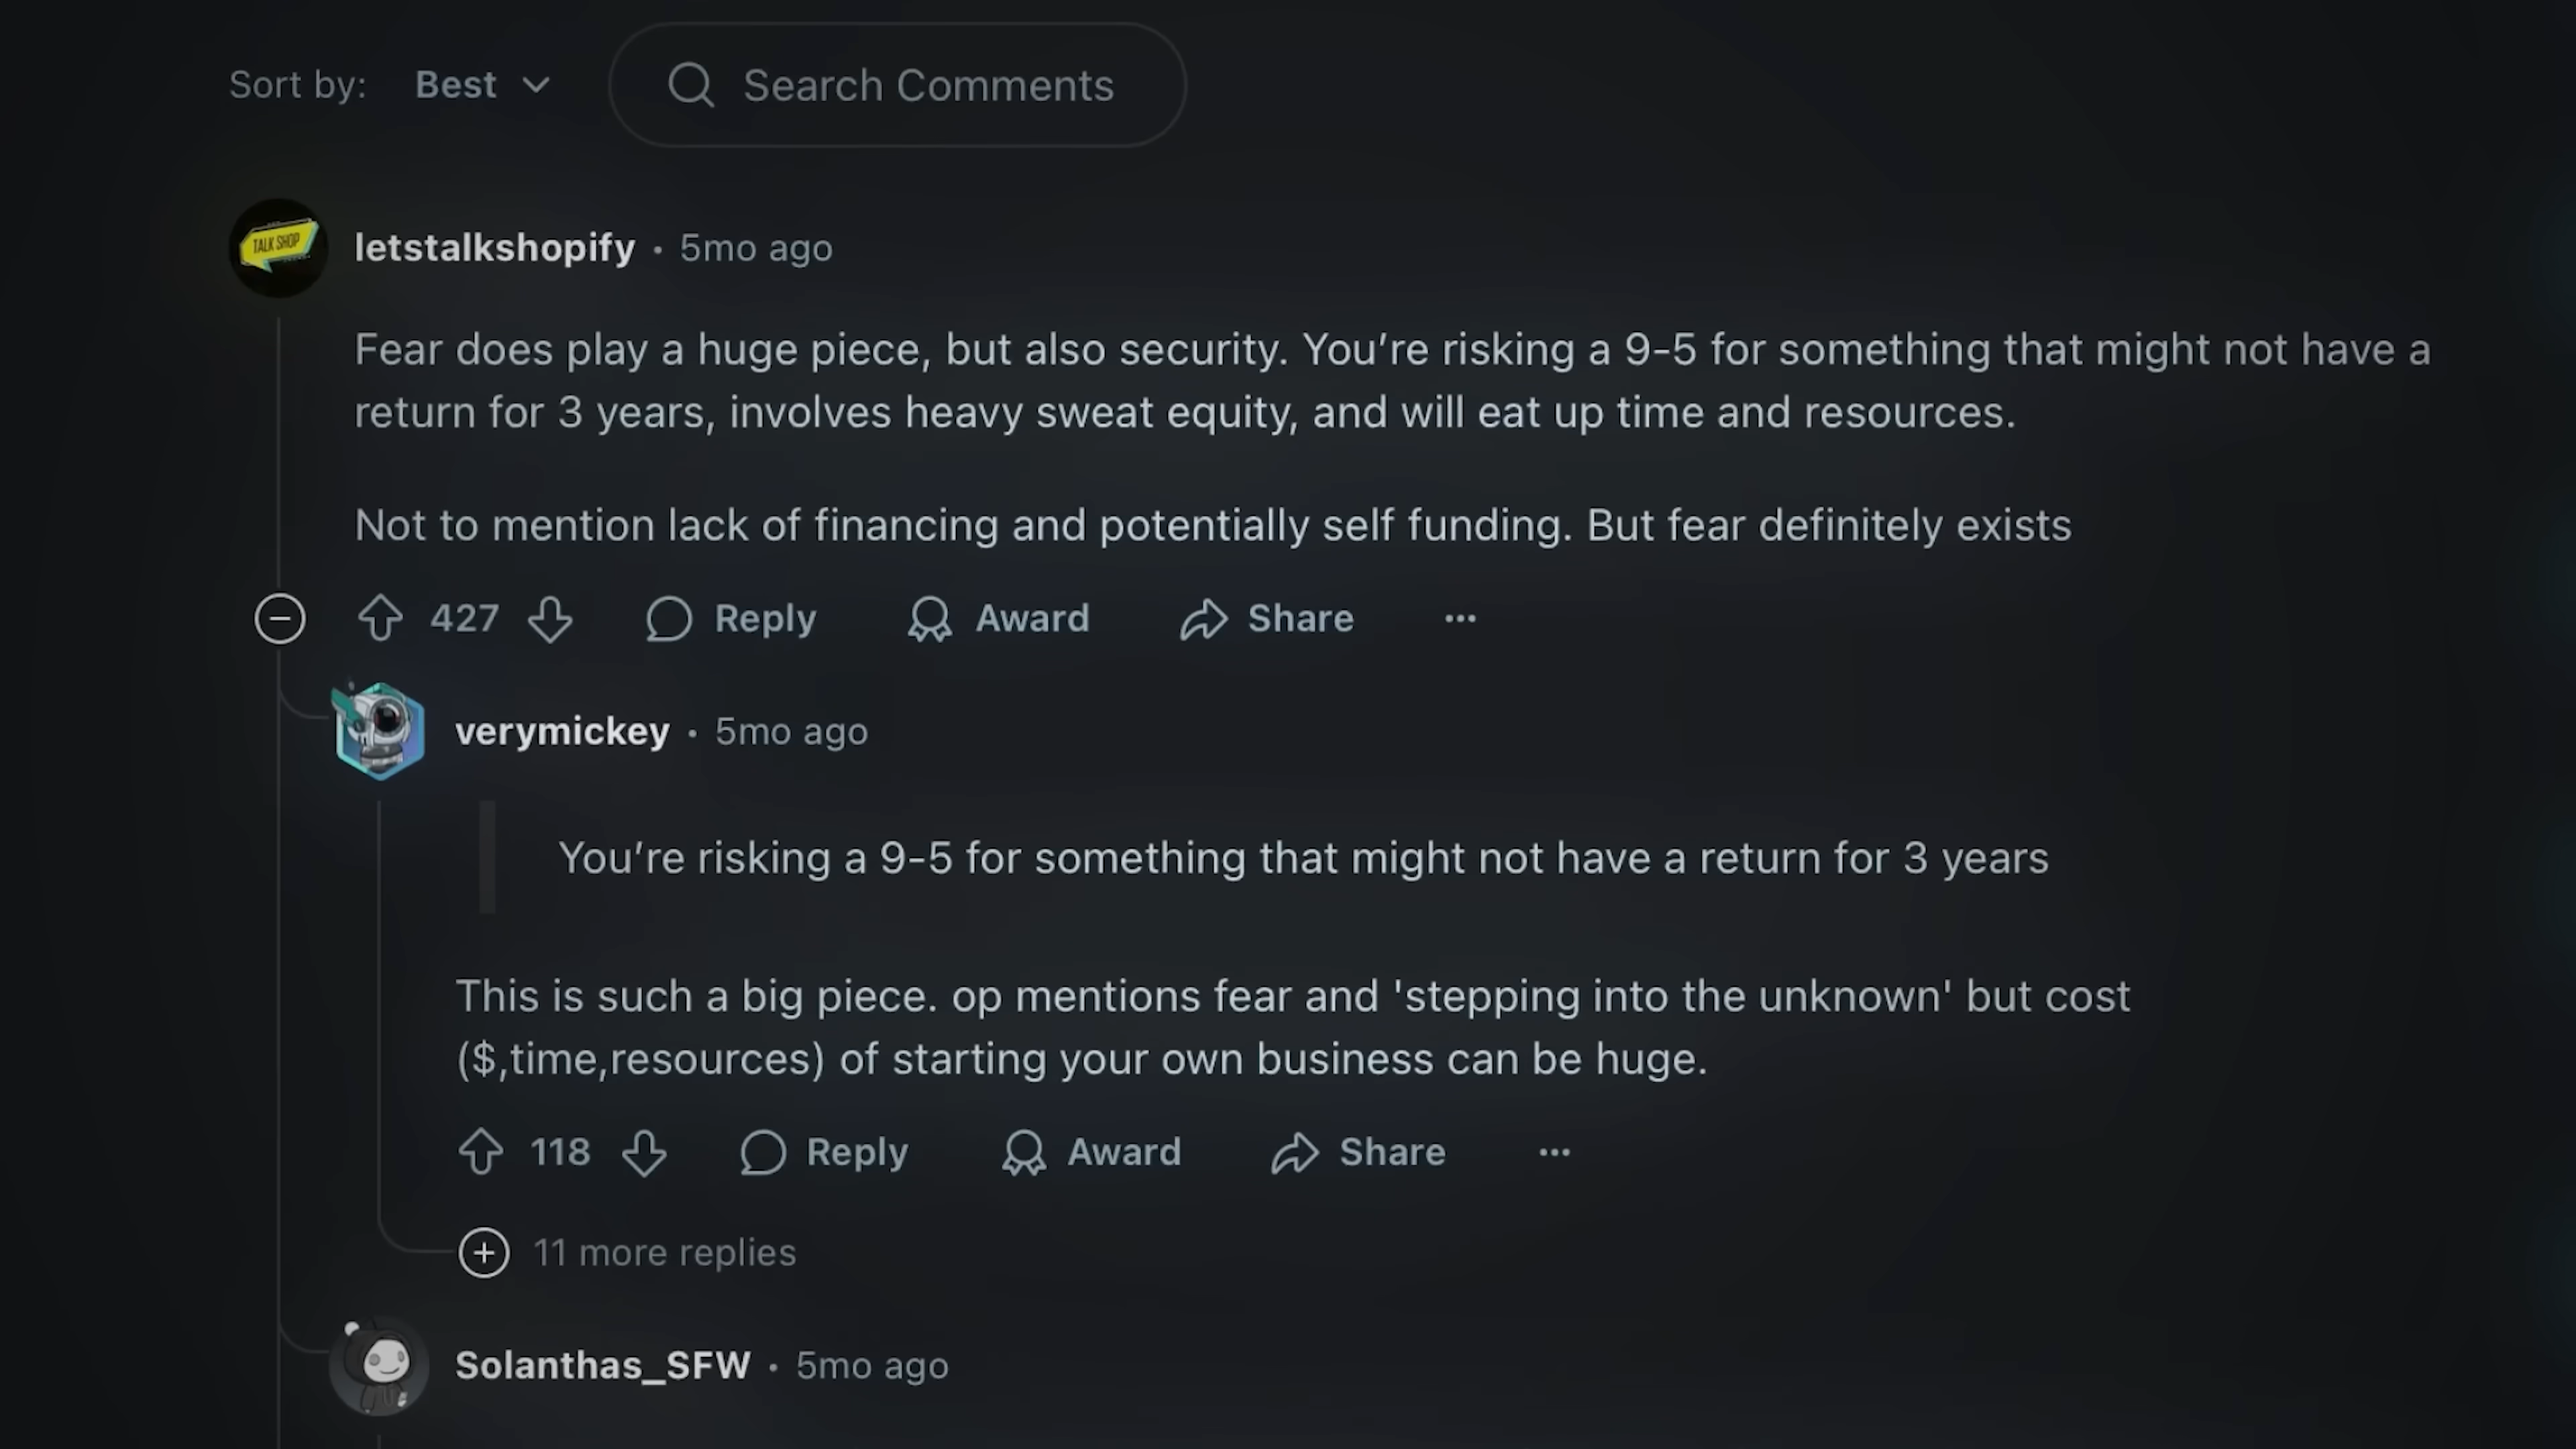 Sort by: Best
Search Comments
TALK SHOP
letstalkshopify • 5mo ago
Fear does play a huge piece, but also security. You’re risking a 9-5 for something that might not have a
return for 3 years, involves heavy sweat equity, and will eat up time and resources.
Not to mention lack of financing and potentially self funding. But fear definitely exists
427 Reply Award Share ...
verymickey • 5mo ago
You’re risking a 9-5 for something that might not have a return for 3 years
This is such a big piece. op mentions fear and 'stepping into the unknown' but cost
($,time,resources) of starting your own business can be huge.
118 Reply Award Share ...
11 more replies
Solanthas_SFW • 5mo ago